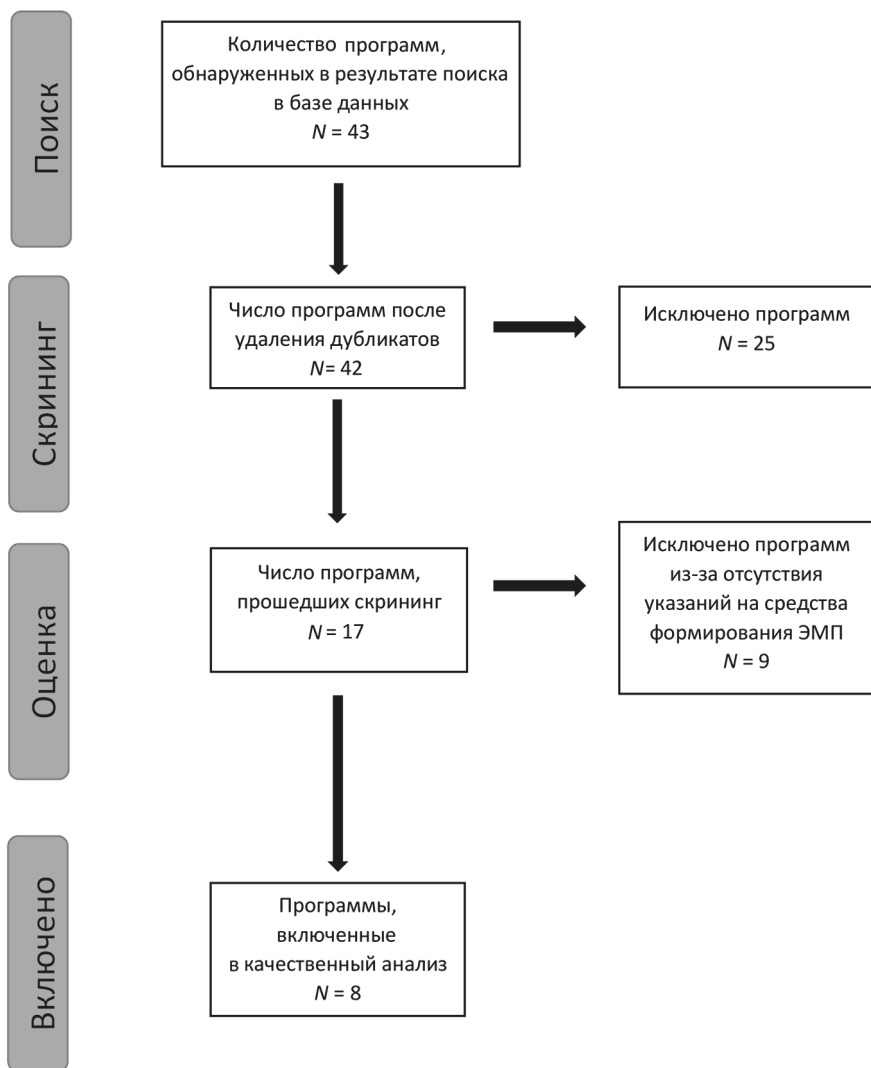 Поиск
Количество программ,
обнаруженных в результате поиска
в базе данных
N = 43
Скрининг
Число программ после
удаления дубликатов
N= 42
Исключено программ
N = 25
Оценка
Число программ,
прошедших скрининг
N = 17
Исключено программ
из-за отсутствия
указаний на средства
формирования ЭМП
N = 9
Включено
Программы,
включенные
в качественный анализ
N = 8